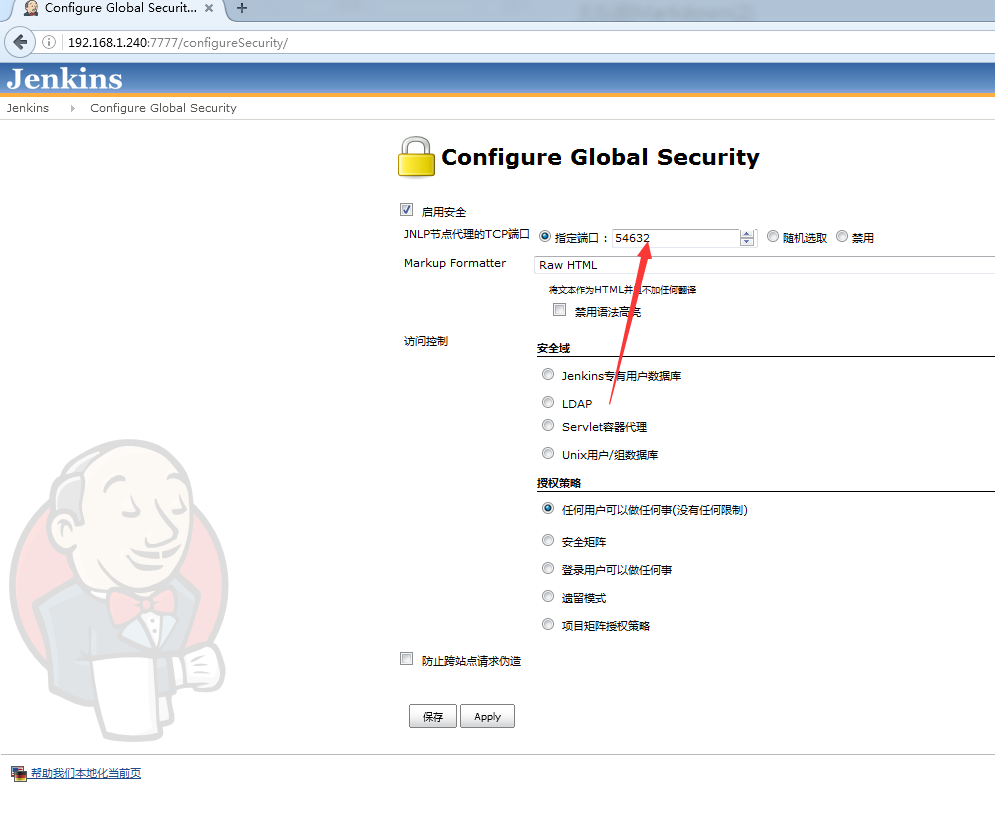 Configure Global Securit...
192.168.1.240:7777/configureSecurity/
Jenkins
Jenkins Configure Global Security
Configure Global Security
启用安全
JNLP节点代理的TCP端口 指定端口 : 54632 随机选取 禁用
Markup Formatter Raw HTML
将文本作为HTML并且不加任何翻译
禁用语法高亮
访问控制
安全域
Jenkins专有用户数据库
LDAP
Servlet容器代理
Unix用户/组数据库
授权策略
任何用户可以做任何事(没有任何限制)
安全矩阵
登录用户可以做任何事
遗留模式
项目矩阵授权策略
防止跨站点请求伪造
保存 Apply
帮助我们本地化当前页